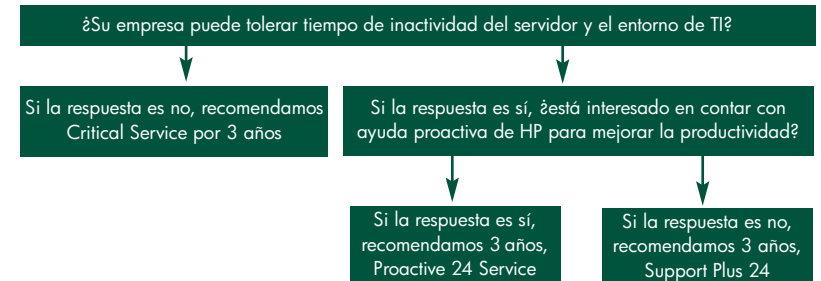 ¿Su empresa puede tolerar tiempo de inactividad del servidor y el entorno de TI?
Si la respuesta es no, recomendamos
Critical Service por 3 años
Si la respuesta es sí, ¿está interesado en contar con
ayuda proactiva de HP para mejorar la productividad?
Si la respuesta es sí,
recomendamos 3 años,
Proactive 24 Service
Si la respuesta es no,
recomendamos 3 años,
Support Plus 24